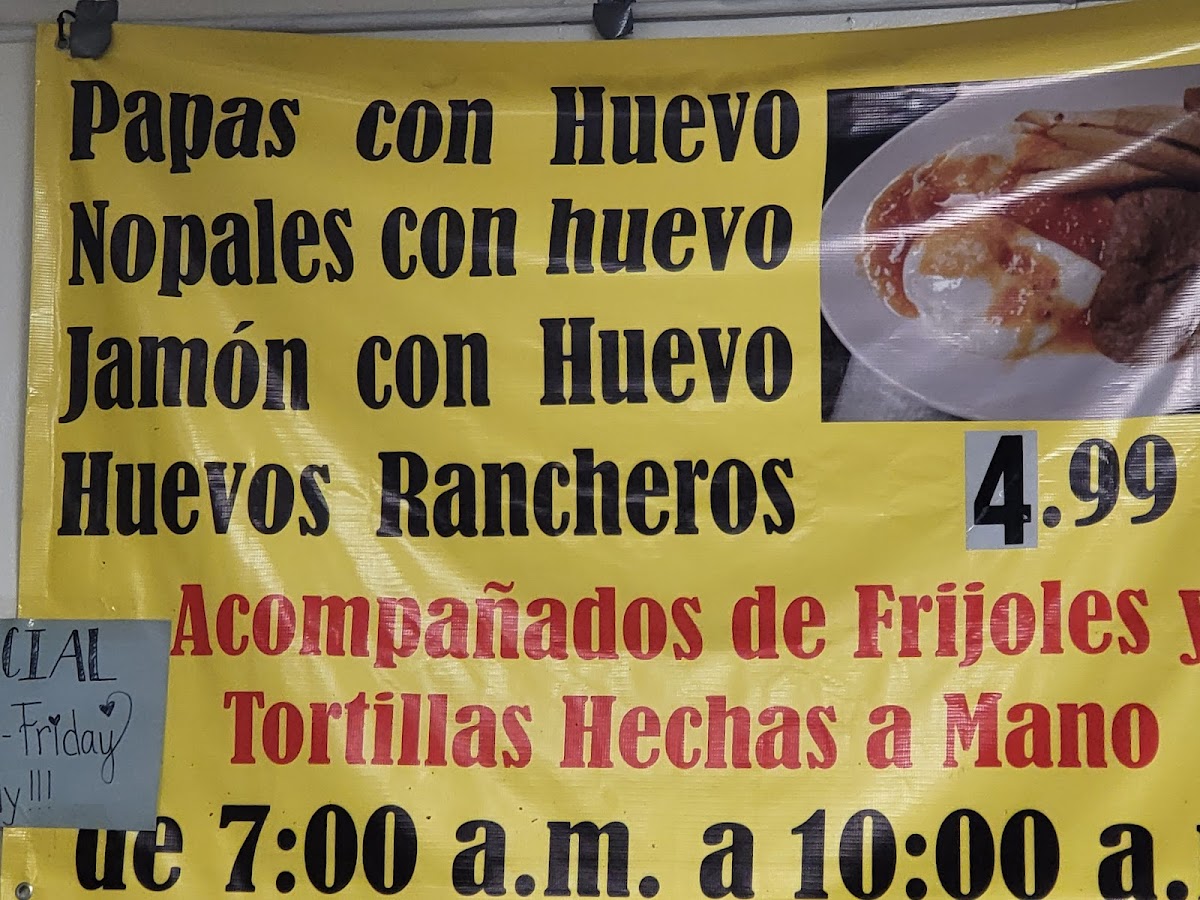 Papas con Huevo
Nopales con huevo
Jamón con Huevo
Huevos Rancheros 4.99
Acompañados de Frijoles y
Tortillas Hechas a Mano
de 7:00 a.m. a 10:00 a.
CIAL
-Friday
!!!